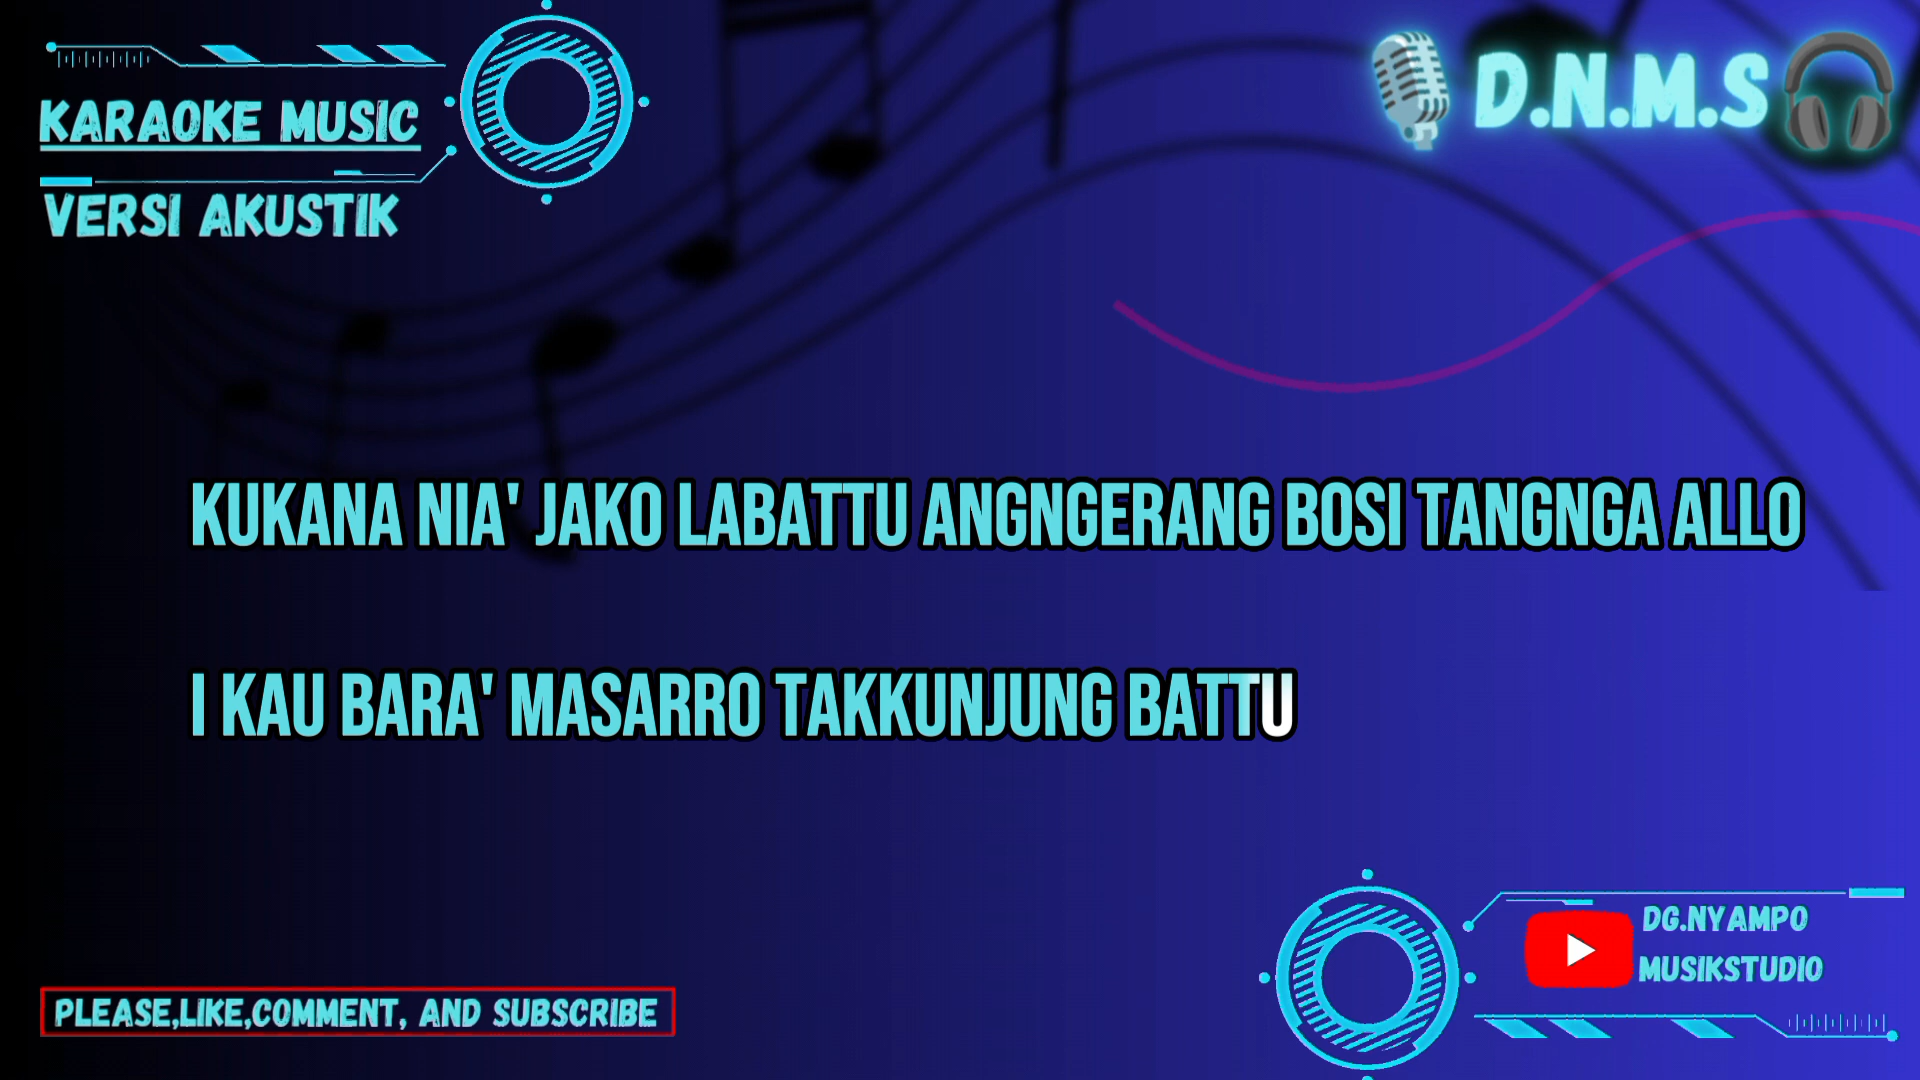 KARAOKE MUSIC
VERSI AKUSTIK
D.N.M.S
KUKANA NIA' JAKO LABATTU ANGNGERANG BOSI TANGNGA ALLO
I KAU BARA' MASARRO TAKKUNJUNG BATTU
DG.NYAMPO
MUSIKSTUDIO
PLEASE,LIKE,COMMENT, AND SUBSCRIBE